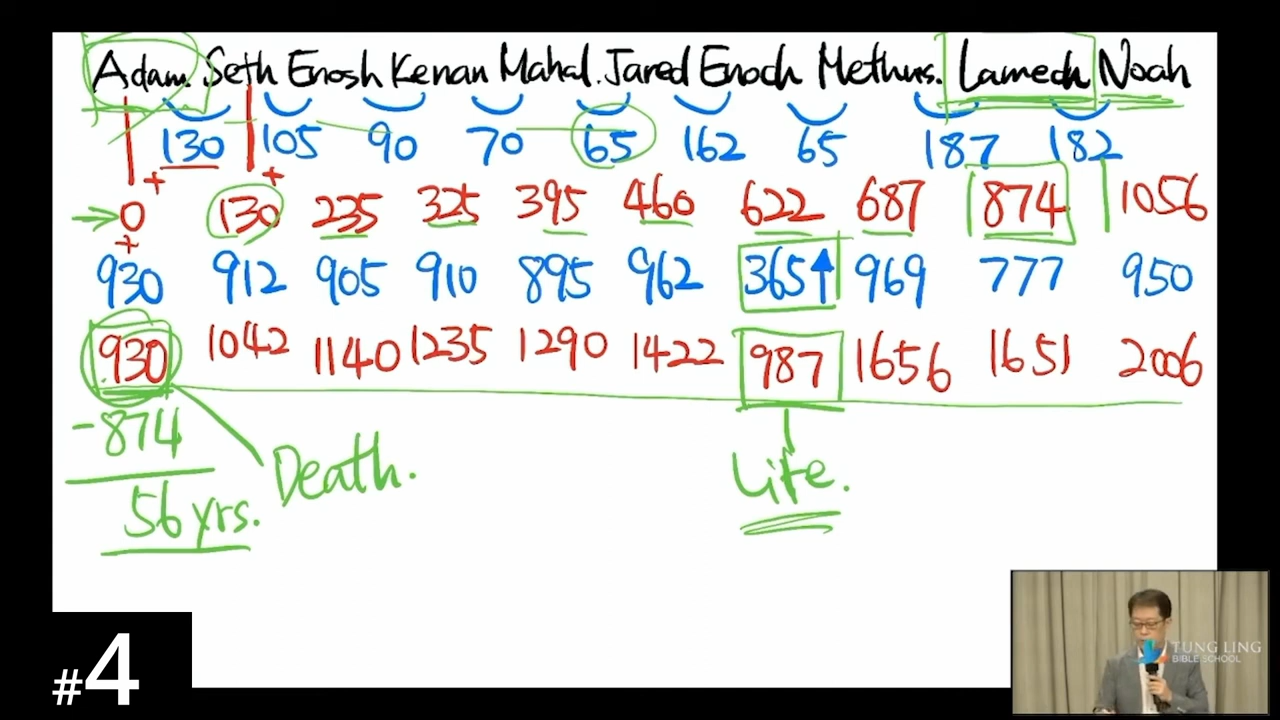 Adam Seth Enosh Kenan Mahal. Jared Enoch Methus. Lamech Noah
130 105 90 70 65 162 65 187 182
0 130 235 325 395 460 622 687 874 1056
930 912 905 910 895 962 365 969 777 950
930 1042 1140 1235 1290 1422 987 1656 1651 2006
-874
56 yrs.
Death.
Life.
#4
TUNG LING
BIBLE SCHOOL